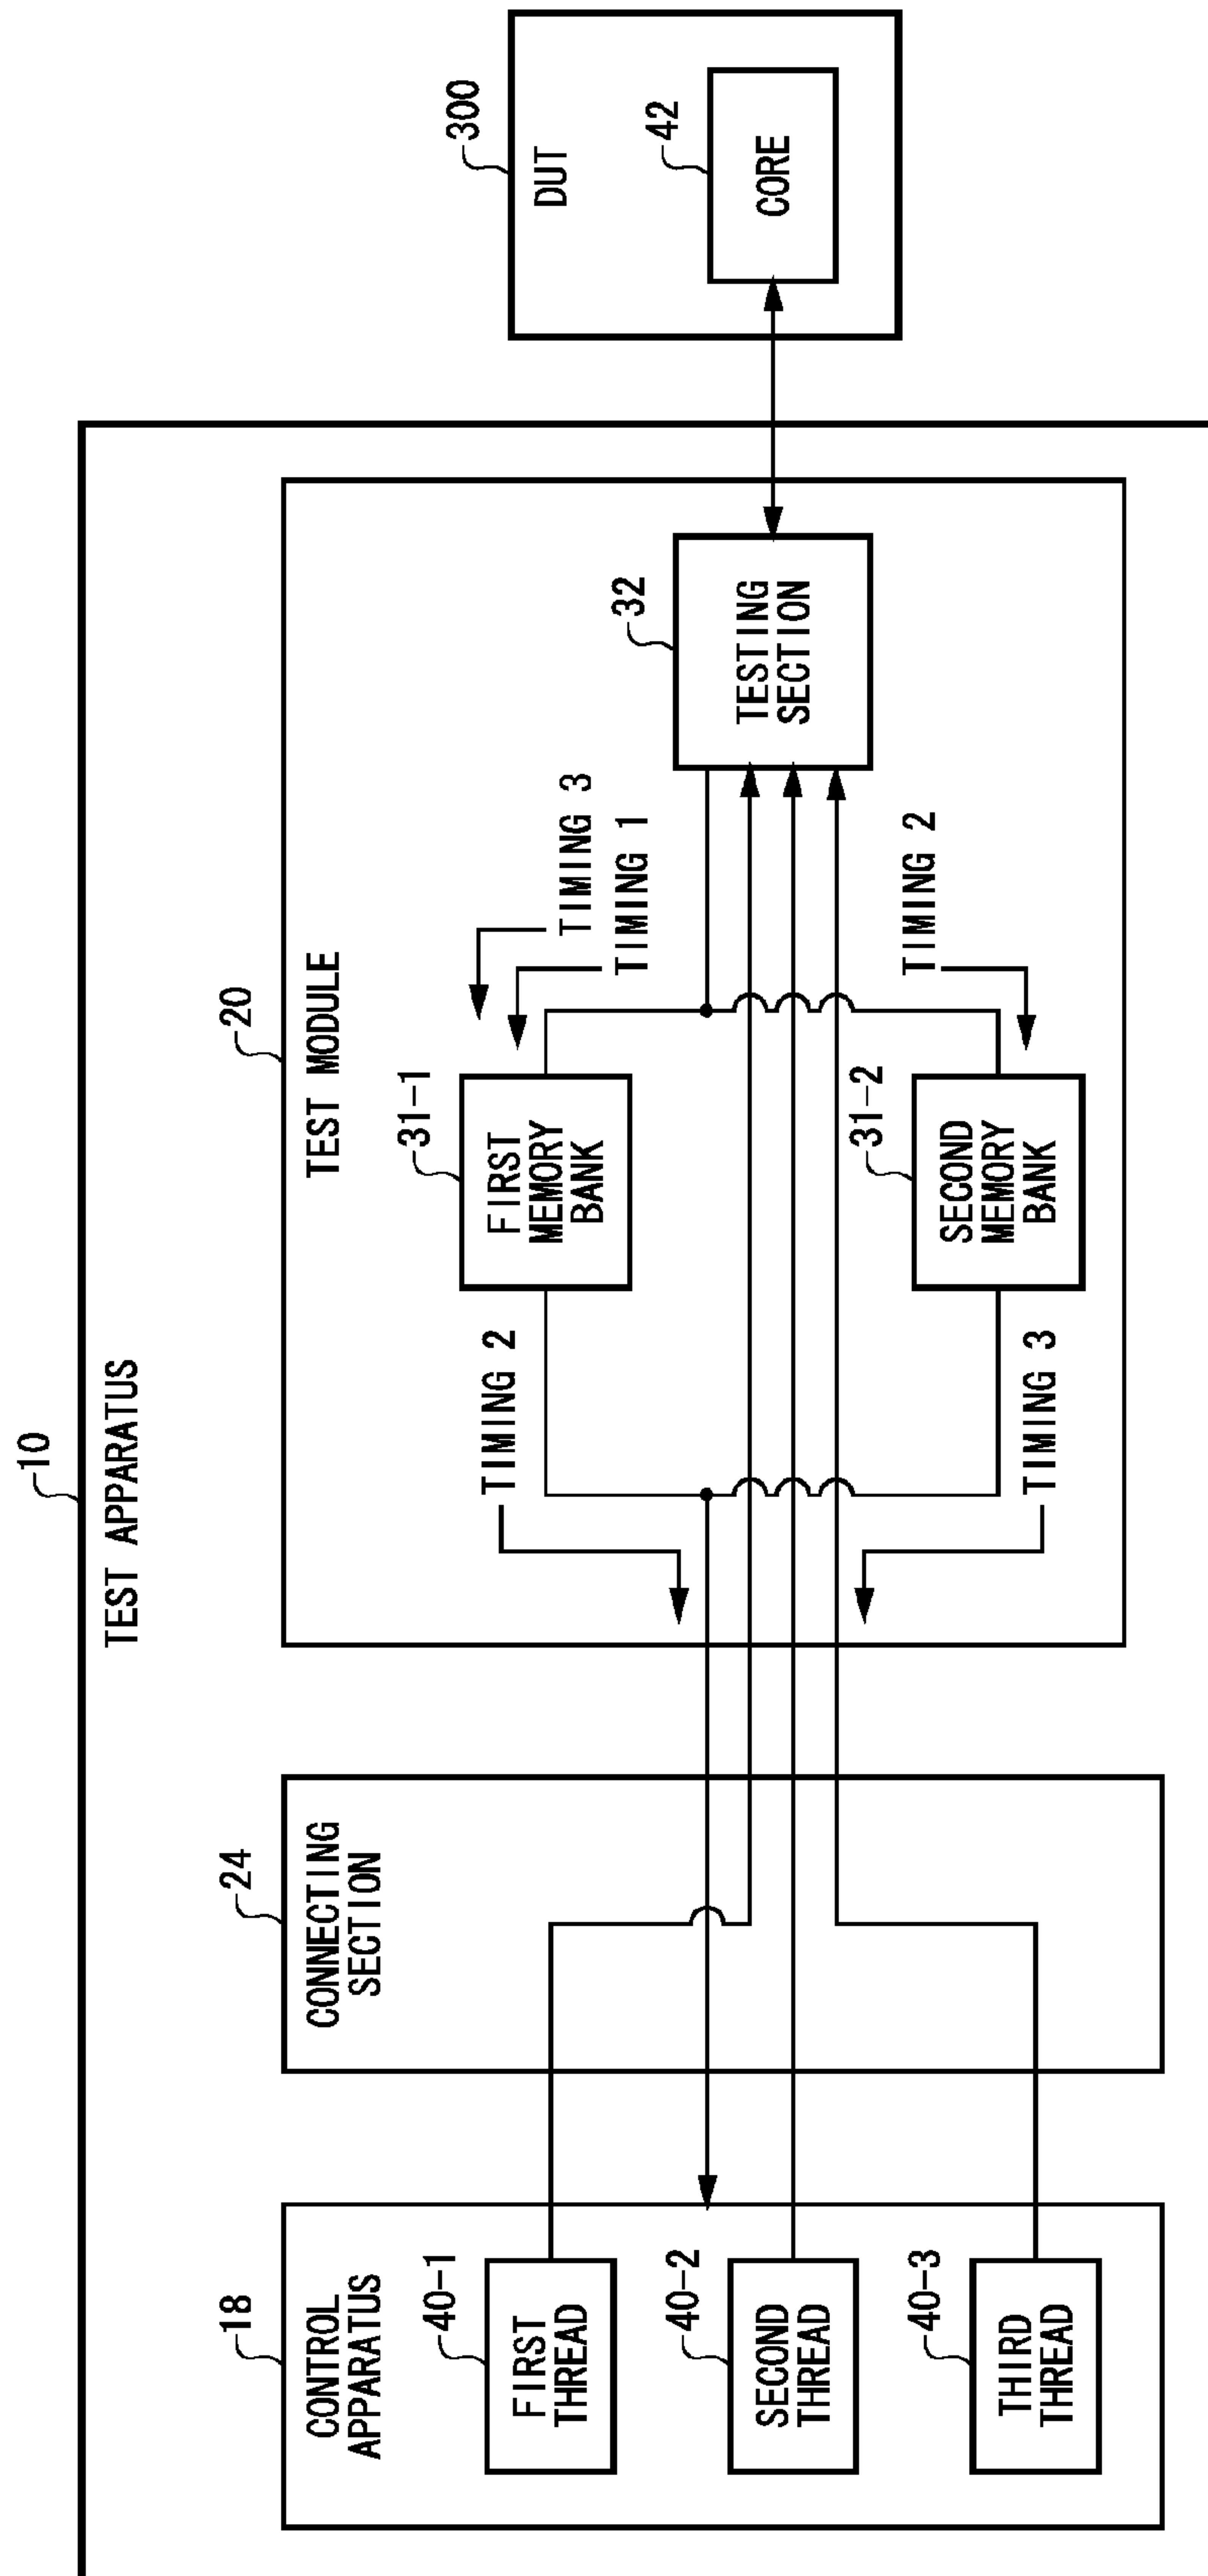 10
TEST APPARATUS
18
CONTROL
APPARATUS
40-1
FIRST
THREAD
40-2
SECOND
THREAD
40-3
THIRD
THREAD
24
CONNECTING
SECTION
20
TEST MODULE
TIMING 2
31-1
FIRST
MEMORY
BANK
TIMING 3
TIMING 1
TIMING 3
31-2
SECOND
MEMORY
BANK
TIMING 2
32
TESTING
SECTION
300
DUT
42
CORE